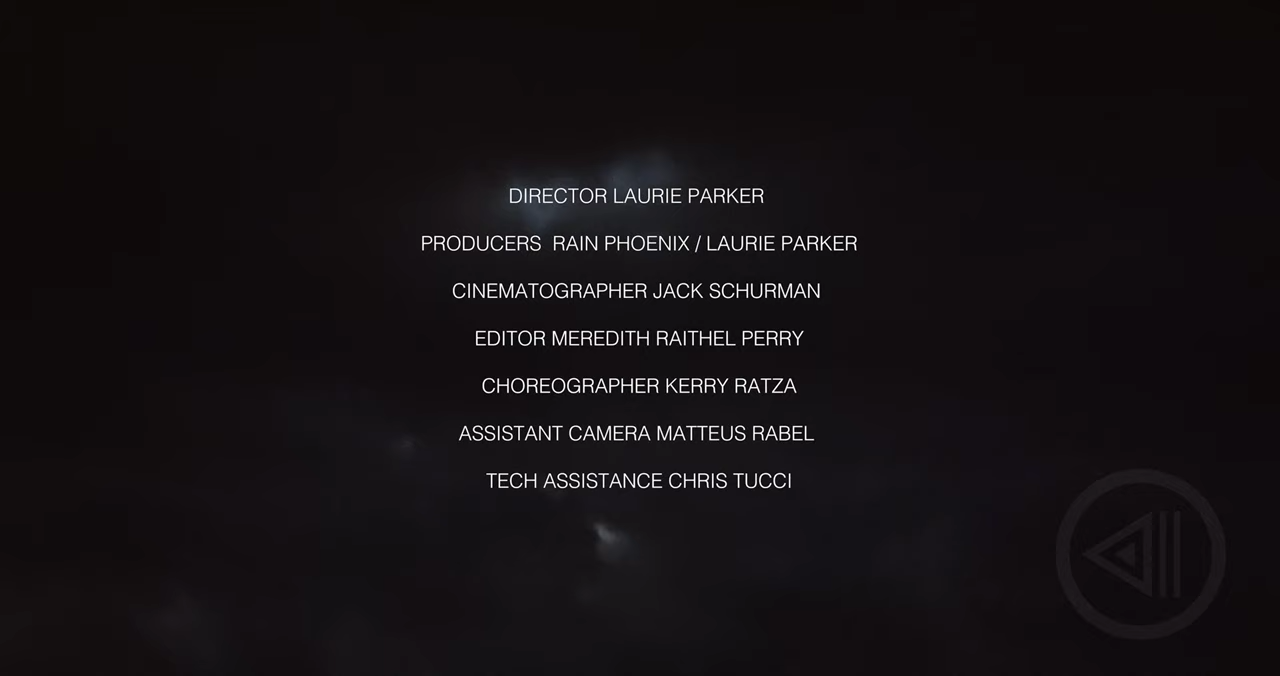 DIRECTOR LAURIE PARKER
PRODUCERS  RAIN PHOENIX / LAURIE PARKER
CINEMATOGRAPHER JACK SCHURMAN
EDITOR MEREDITH RAITHEL PERRY
CHOREOGRAPHER KERRY RATZA
ASSISTANT CAMERA MATTEUS RABEL
TECH ASSISTANCE CHRIS TUCCI